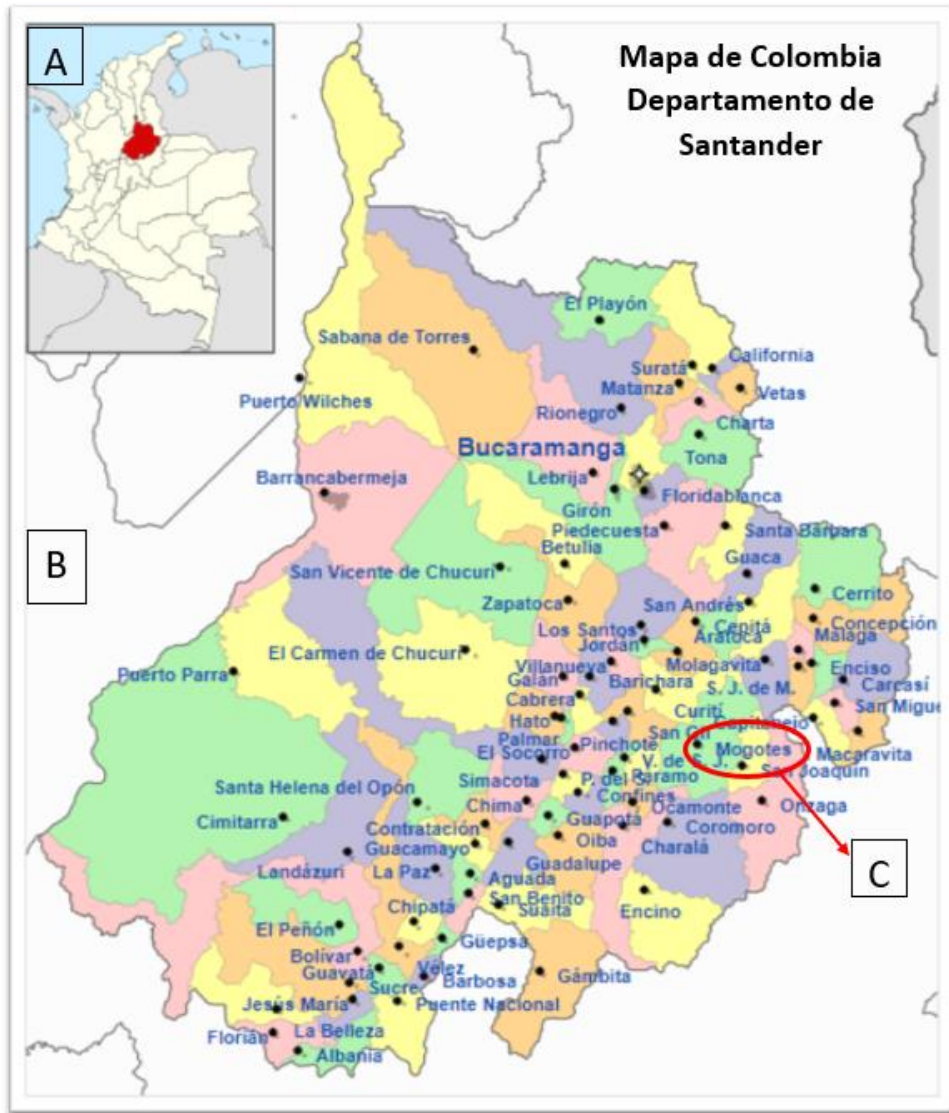 A
Mapa de Colombia
Departamento de
Santander
El Playón
Sabana de Torres
California
Suratá
Matanza
Vetas
Puerto Wilches
Rionegro
Charta
Bucaramanga
Tona
Barrancabermeja
Lebrija
Floridablanca
Girón
Piedecuesta
Santa Bárbara
B
Betulia
Guaca
San Vicente de Chucuri
Cerrito
Zapatoca
San Andrés
Cepitá
Concepción
Los Santos
Aratoca
Málaga
Jordán
El Carmen de Chucuri
Villanueva
Molagavita
Enciso
Puerto Parra
Galán
Barichara
S. J. de M.
Carcasí
Cabrera
San Migue
Hato
Curití
Capitanejo
San Gil
Palmar
Pinchote
Mogotes
Macaravita
El Socorro
V. de S. J.
San Joaquín
Simacota
P. del S.
Páramo
Santa Helena del Opón
Chima
Confines
Ocamonte
Onzaga
Cimitarra
Contratación
Guapotá
Coromoro
Guacamayo
Oiba
Charalá
Landázuri
La Paz
Guadalupe
C
Aguada
San Benito
Chipatá
Suaita
Encino
El Peñón
Güepsa
Bolívar
Vélez
Guavatá
Barbosa
Gámbita
Sucre
Jesús María
Puente Nacional
La Belleza
Florián
Albania